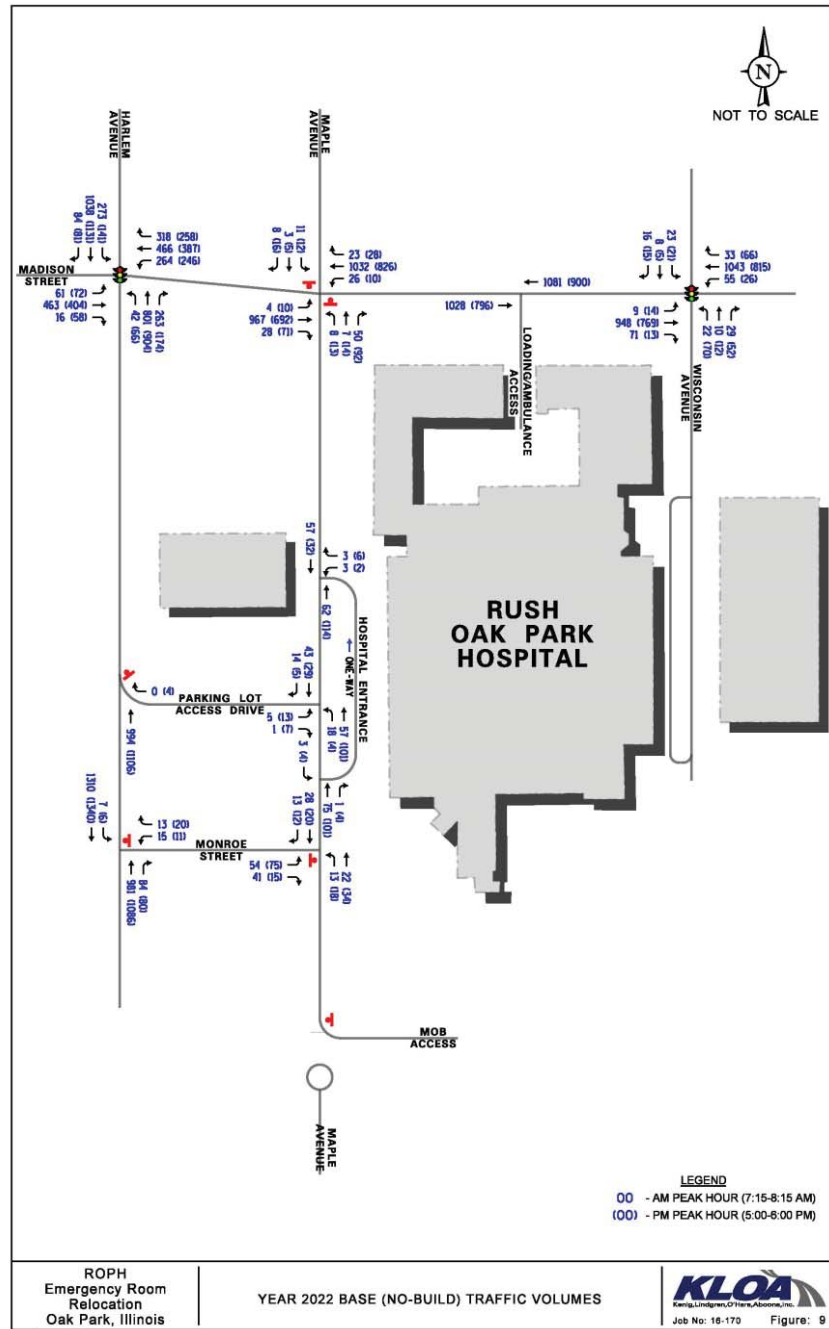 N
NOT TO SCALE
HARLEM
AVENUE
MAPLE
AVENUE
273 (141)
1038 (1131)
84 (81)
318 (258)
466 (387)
264 (246)
MADISON
STREET
61 (72)
463 (404)
16 (58)
42 (66)
801 (904)
263 (174)
11 (12)
3 (5)
8 (16)
23 (28)
1032 (826)
26 (10)
4 (10)
967 (692)
28 (71)
8 (13)
7 (14)
50 (92)
1081 (900)
1028 (796)
LOADING/AMBULANCE
ACCESS
23 (21)
8 (5)
16 (15)
33 (66)
1043 (815)
55 (26)
9 (14)
948 (769)
71 (13)
22 (70)
10 (12)
29 (52)
WISCONSIN
AVENUE
57 (32)
3 (6)
3 (2)
62 (114)
HOSPITAL ENTRANCE
ONE-WAY
RUSH
OAK PARK
HOSPITAL
43 (29)
14 (5)
0 (4)
PARKING LOT
ACCESS DRIVE
5 (13)
1 (7)
18 (4)
57 (101)
994 (1106)
3 (4)
1 (4)
75 (101)
7 (6)
1310 (1340)
13 (20)
15 (11)
28 (20)
13 (12)
MONROE
STREET
54 (75)
41 (15)
13 (18)
22 (34)
84 (80)
981 (1086)
MOB
ACCESS
MAPLE
AVENUE
LEGEND
00 - AM PEAK HOUR (7:15-8:15 AM)
(00) - PM PEAK HOUR (5:00-6:00 PM)
ROPH
Emergency Room
Relocation
Oak Park, Illinois
YEAR 2022 BASE (NO-BUILD) TRAFFIC VOLUMES
KLOA
Kenig,Lindgren,O'Hara,Aboona,Inc.
Job No: 16-170 Figure: 9